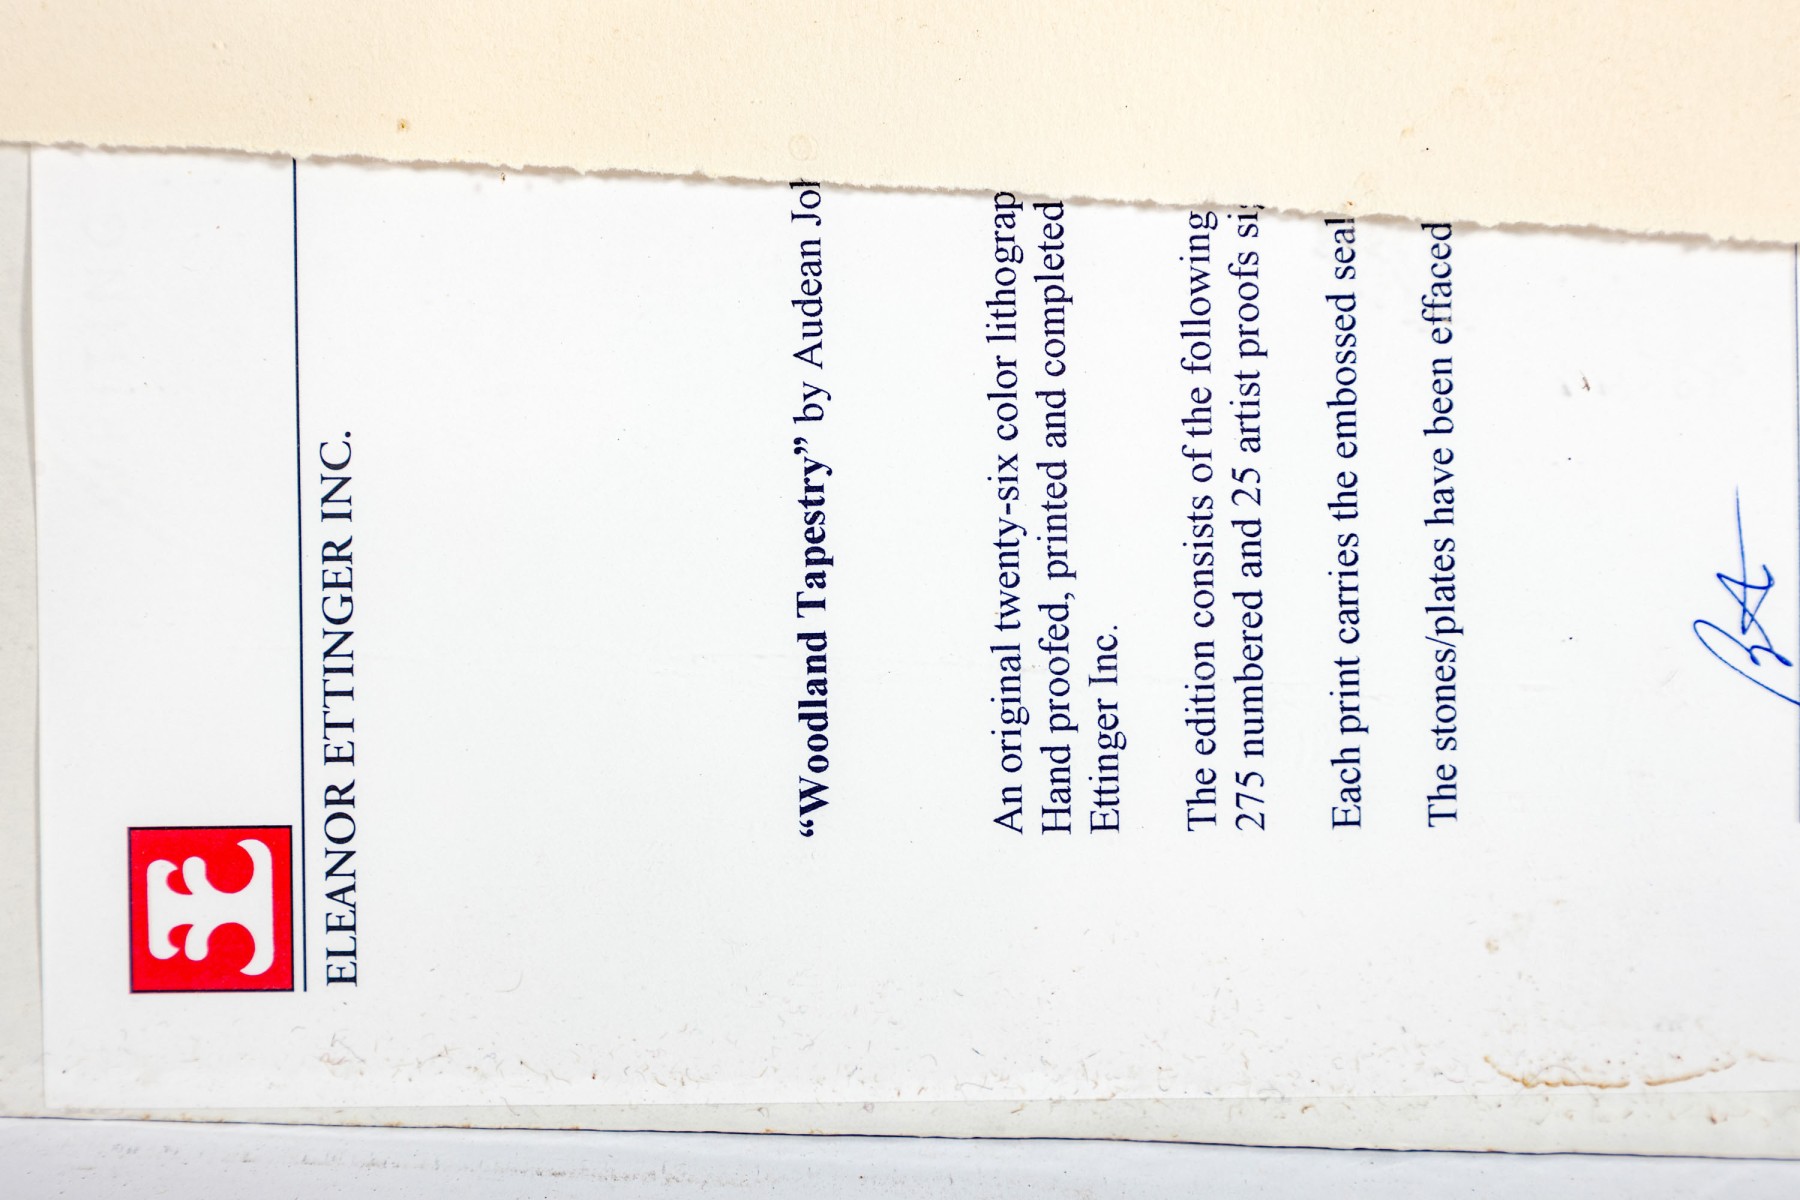 ELEANOR ETTINGER INC.
“Woodland Tapestry” by Audean
An original twenty-six color
Hand proofed, printed and completed
Ettinger Inc.
The edition consists of the following
275 numbered and 25 artist proofs
Each print carries the embossed seal
The stones/plates have been effaced